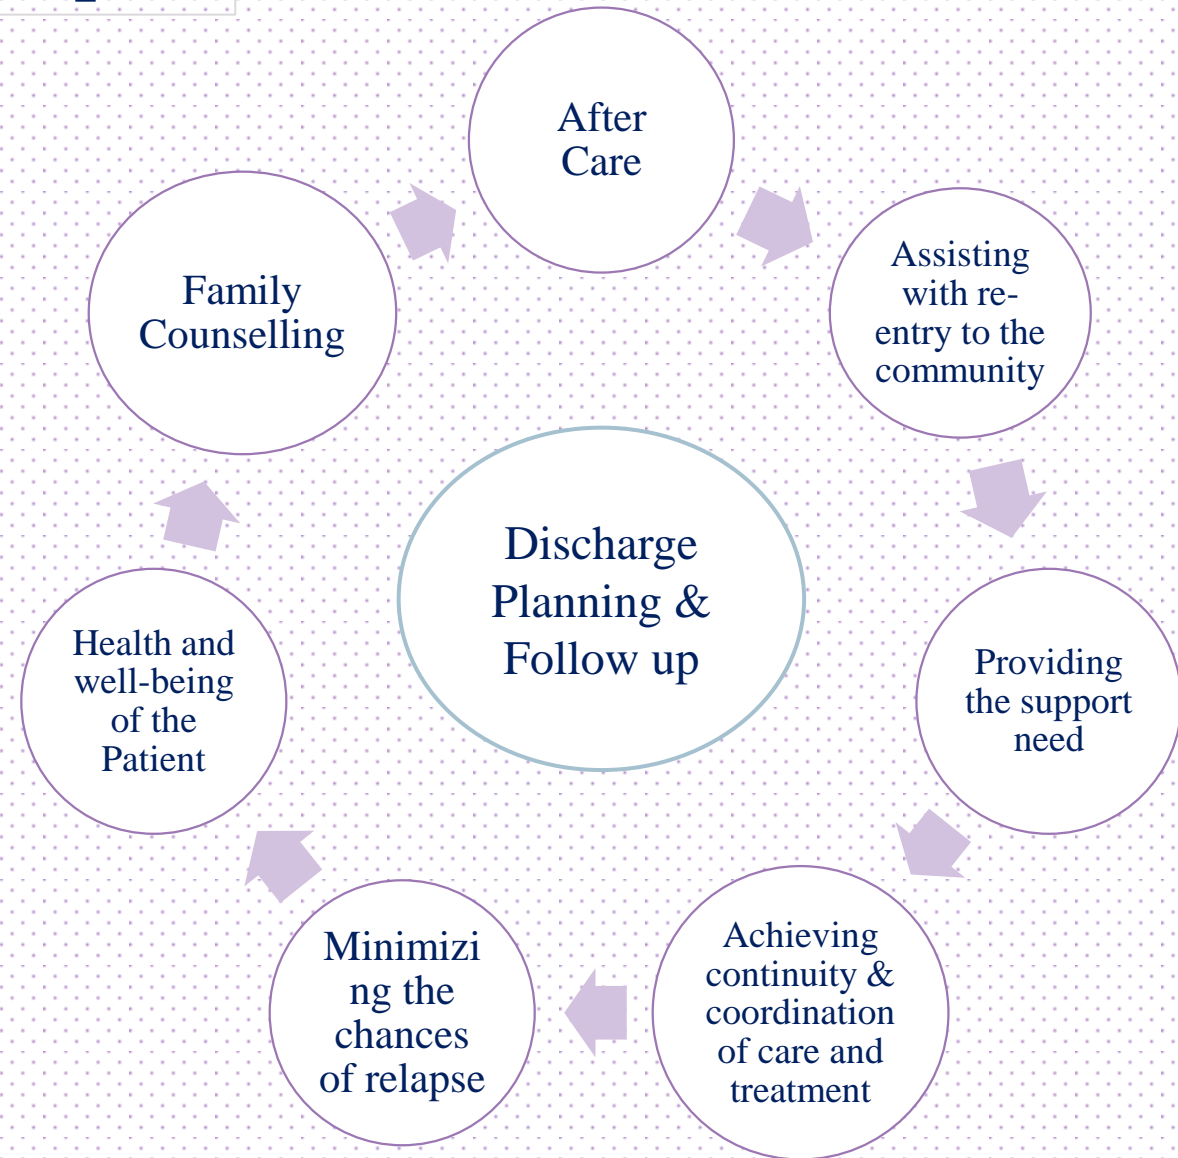 After
Care
Assisting
with re-
entry to the
community
Providing
the support
need
Achieving
continuity &
coordination
of care and
treatment
Minimizi
ng the
chances
of relapse
Health and
well-being
of the
Patient
Family
Counselling
Discharge
Planning &
Follow up